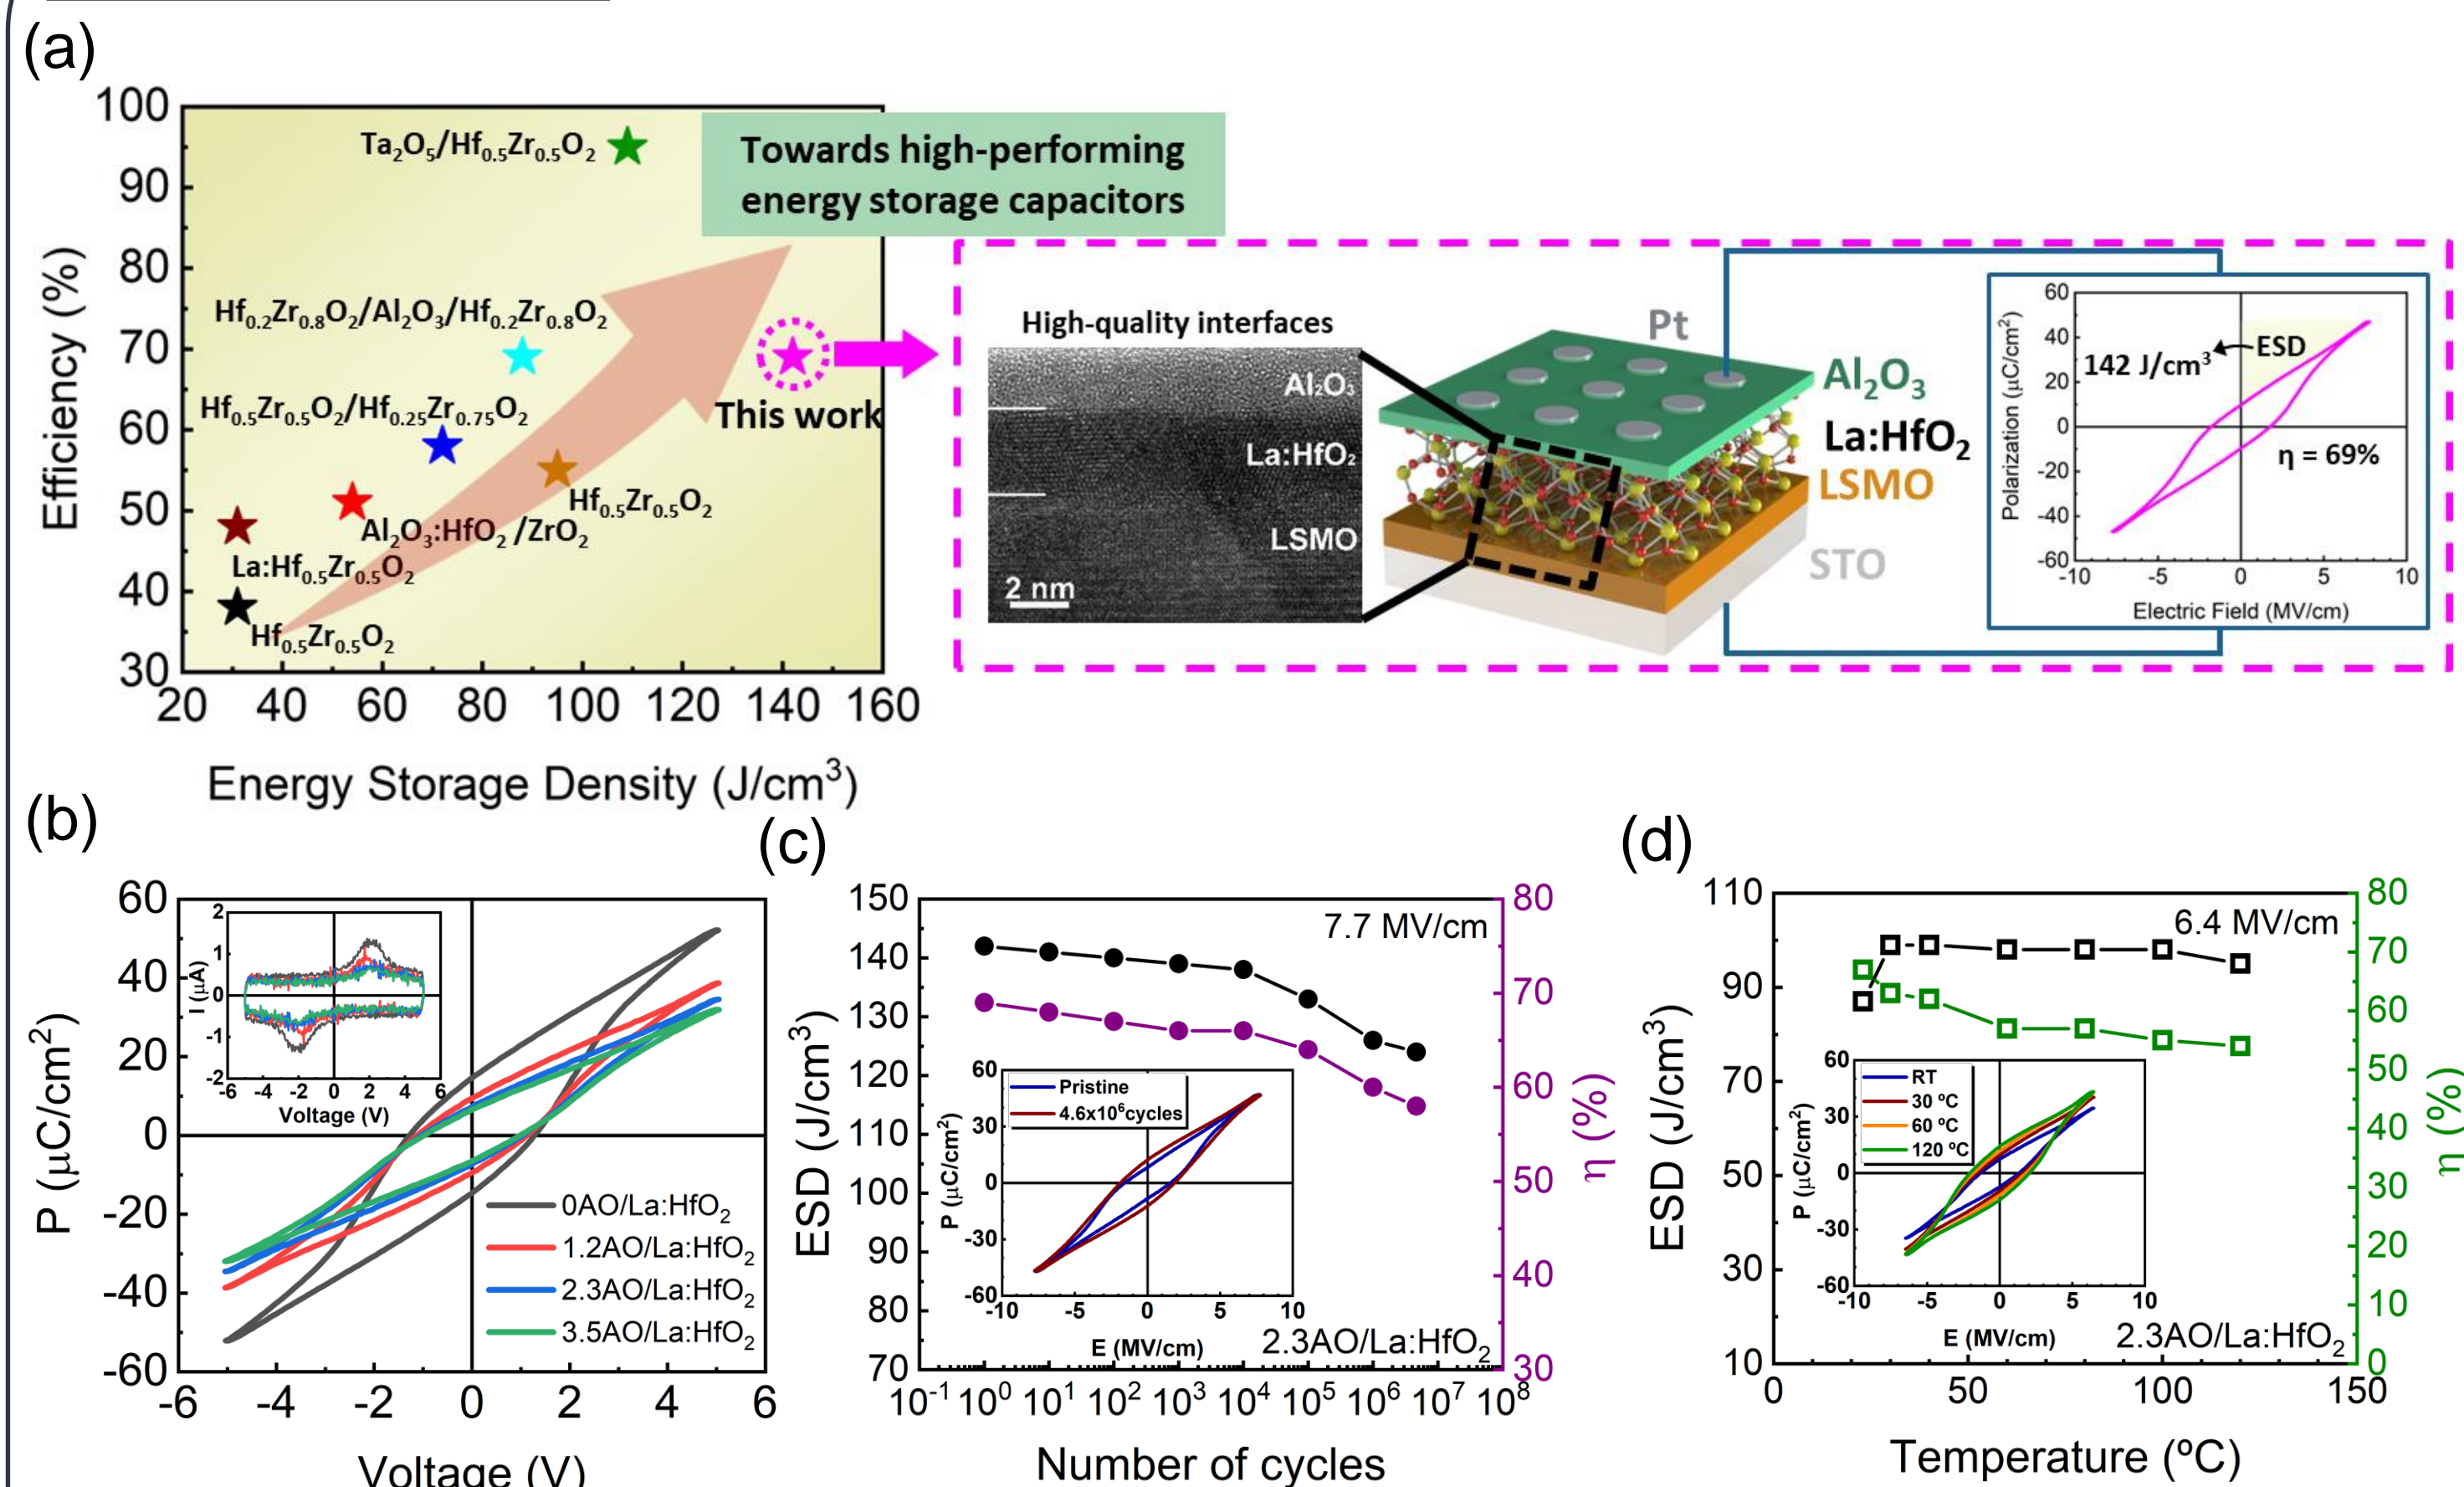 (a)
100
90
80
70
60
50
40
30
Efficiency (%)
20 40 60 80 100 120 140 160
Energy Storage Density (J/cm³)
Ta₂O₅/Hf₀.₅Zr₀.₅O₂
Hf₀.₂Zr₀.₈O₂/Al₂O₃/Hf₀.₂Zr₀.₈O₂
Hf₀.₅Zr₀.₅O₂/Hf₀.₂₅Zr₀.₇₅O₂
Hf₀.₅Zr₀.₅O₂
Al₂O₃:HfO₂ /ZrO₂
La:Hf₀.₅Zr₀.₅O₂
Hf₀.₅Zr₀.₅O₂
This work
Towards high-performing
energy storage capacitors
High-quality interfaces
Al₂O₃
La:HfO₂
LSMO
2 nm
Pt
Al₂O₃
La:HfO₂
LSMO
STO
60
40
20
0
-20
-40
-60
Polarization (μC/cm²)
-10 -5 0 5 10
Electric Field (MV/cm)
142 J/cm³
ESD
η = 69%
(b)
60
40
20
0
-20
-40
-60
P (μC/cm²)
-6 -4 -2 0 2 4 6
Voltage (V)
2
1
0
-1
-2
I (μA)
-6 -4 -2 0 2 4 6
Voltage (V)
0AO/La:HfO₂
1.2AO/La:HfO₂
2.3AO/La:HfO₂
3.5AO/La:HfO₂
(c)
150
140
130
120
110
100
90
80
70
ESD (J/cm³)
7.7 MV/cm
80
70
60
50
40
30
η (%)
10⁻¹ 10⁰ 10¹ 10² 10³ 10⁴ 10⁵ 10⁶ 10⁷ 10⁸
Number of cycles
Pristine
4.6x10⁶cycles
60
30
0
-30
-60
P (μC/cm²)
-10 -5 0 5 10
E (MV/cm)
2.3AO/La:HfO₂
(d)
110
90
70
50
30
10
ESD (J/cm³)
6.4 MV/cm
80
70
60
50
40
30
20
10
0
η (%)
0 50 100 150
Temperature (ºC)
RT
30 ºC
60 ºC
120 ºC
60
30
0
-30
-60
P (μC/cm²)
-10 -5 0 5 10
E (MV/cm)
2.3AO/La:HfO₂